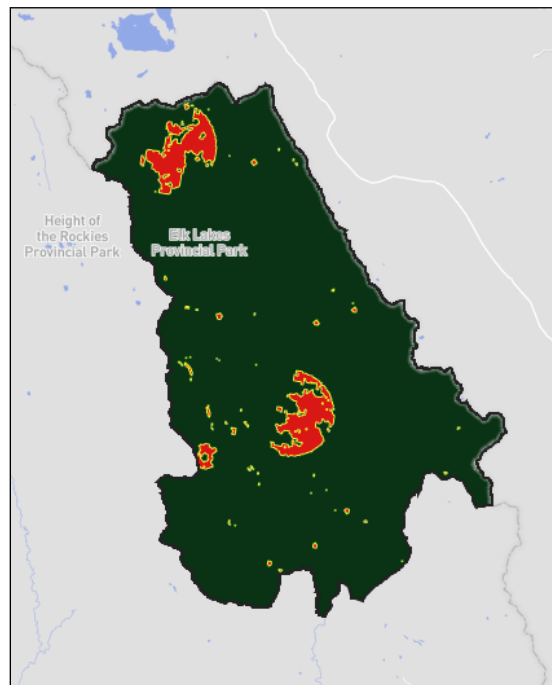 Height of
the Rockies
Provincial Park
Elk Lakes
Provincial Park